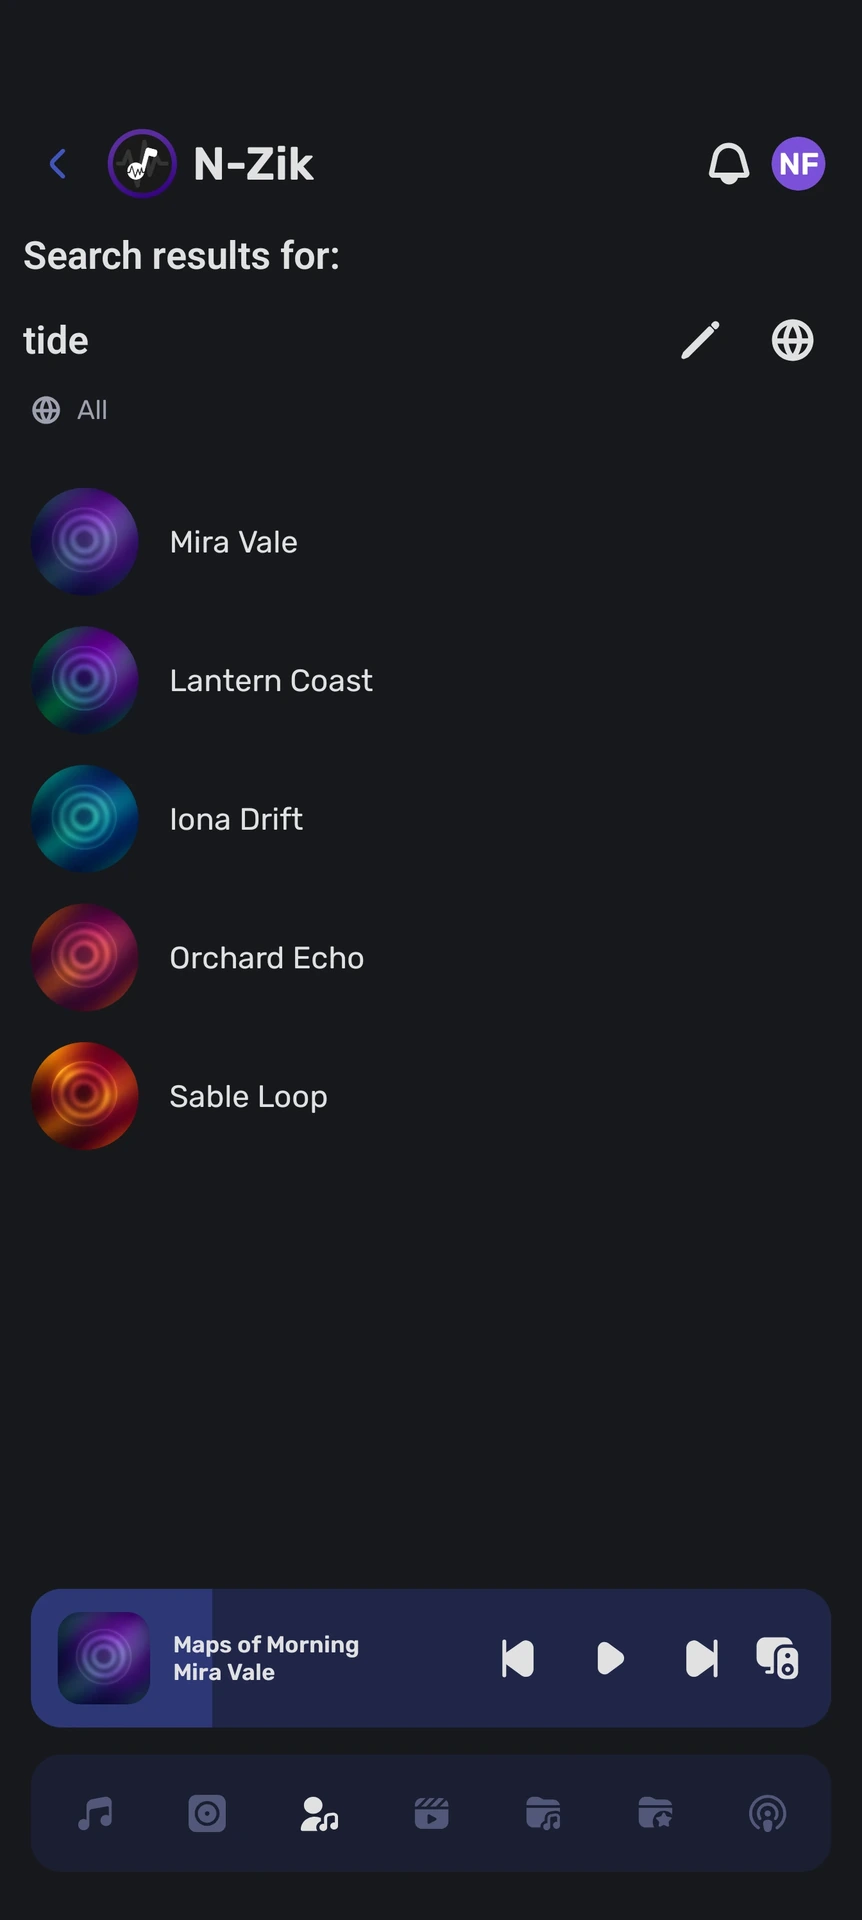 N-Zik
NF
Search results for:
tide
All
Mira Vale
Lantern Coast
Iona Drift
Orchard Echo
Sable Loop
Maps of Morning
Mira Vale